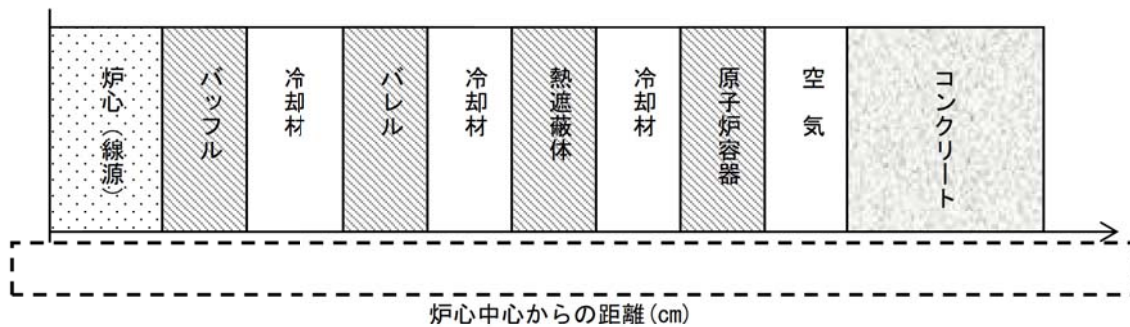 炉心（線源）
バッフル
冷却材
バレル
冷却材
熱遮蔽体
冷却材
原子炉容器
空気
コンクリート
炉心中心からの距離(cm)